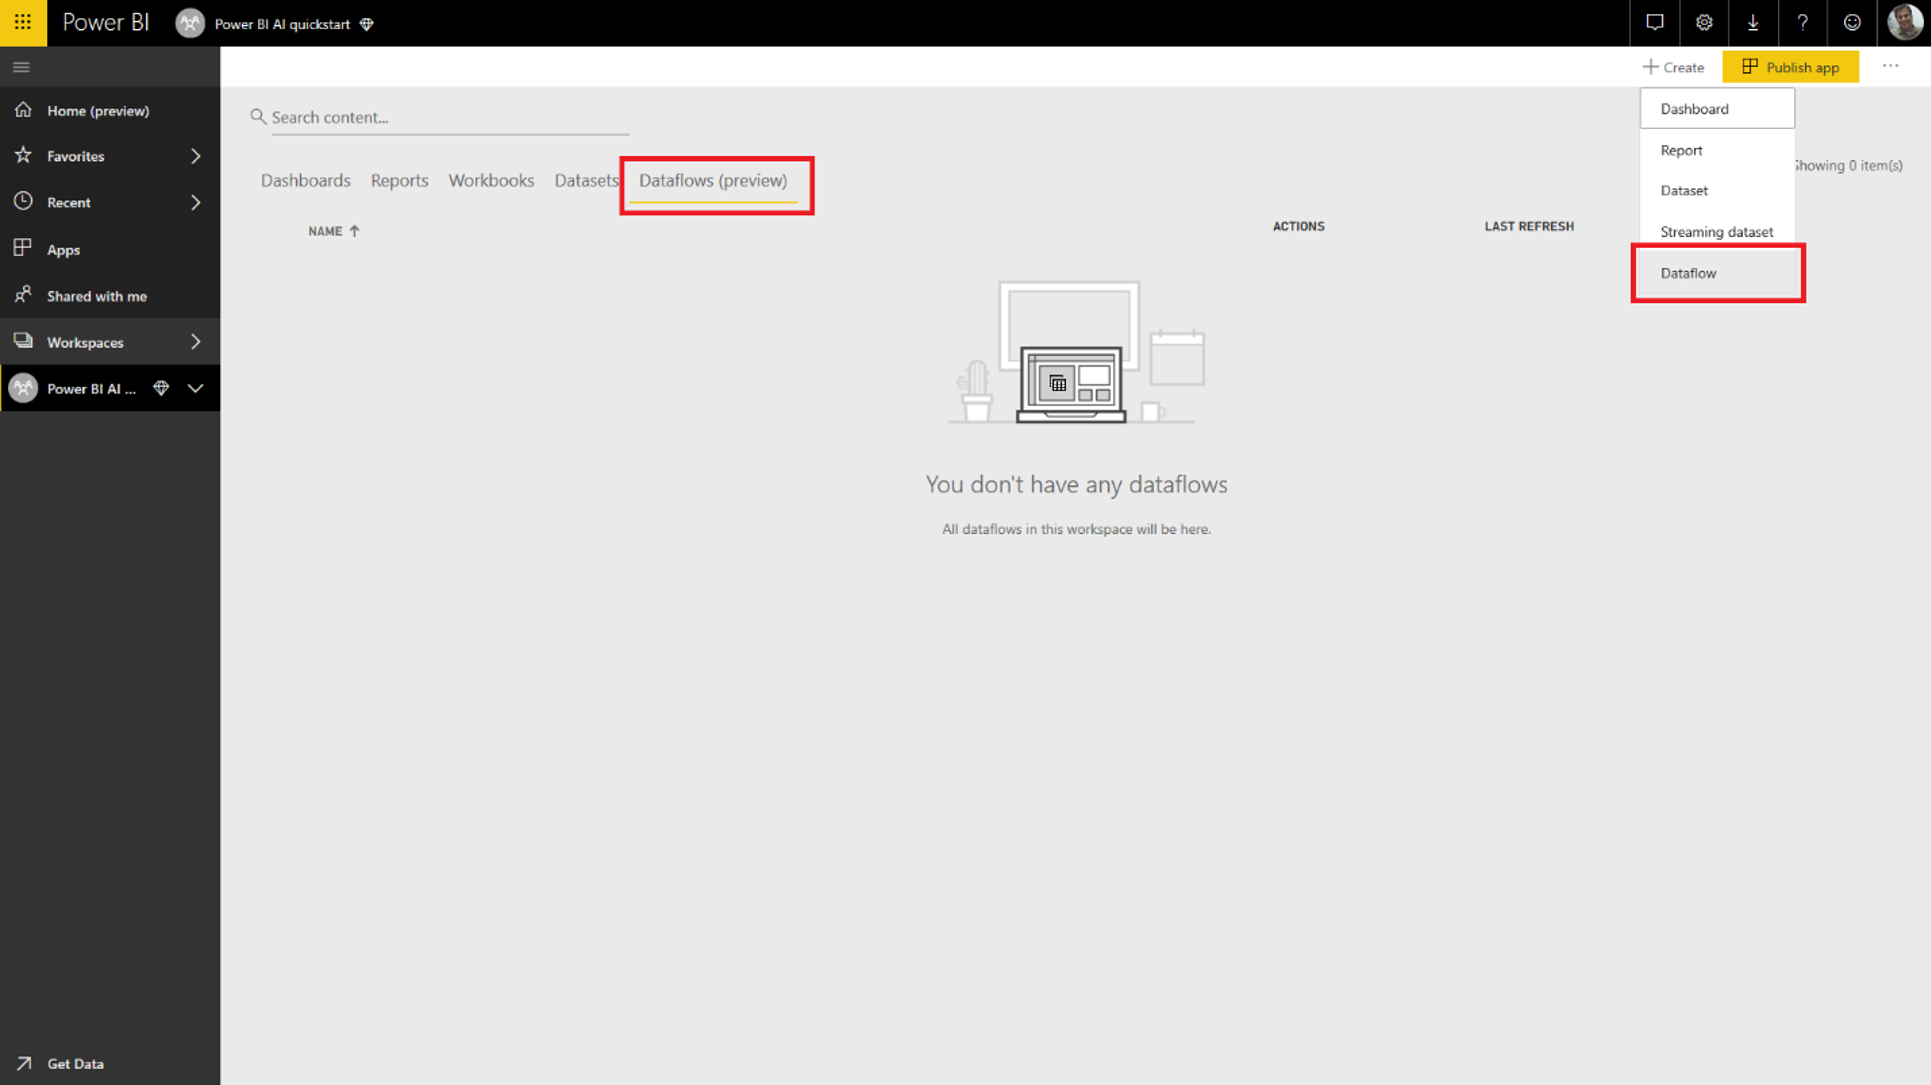 Power BI
Power BI AI quickstart
Create
Publish app
Home (preview)
Favorites
Recent
Apps
Shared with me
Workspaces
Power BI AI ...
Get Data
Search content...
Dashboards Reports Workbooks Datasets Dataflows (preview)
NAME ACTIONS LAST REFRESH
Dashboard
Report
Dataset
Streaming dataset
Dataflow
Showing 0 item(s)
You don't have any dataflows
All dataflows in this workspace will be here.